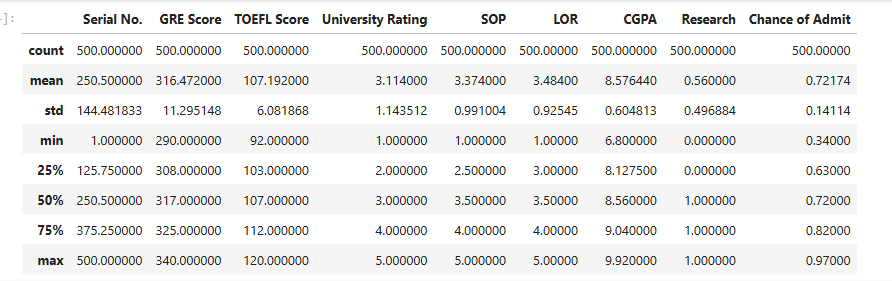 ]:
Serial No. GRE Score TOEFL Score University Rating SOP LOR CGPA Research Chance of Admit
count 500.000000 500.000000 500.000000 500.000000 500.000000 500.00000 500.000000 500.000000 500.00000
mean 250.500000 316.472000 107.192000 3.114000 3.374000 3.48400 8.576440 0.560000 0.72174
std 144.481833 11.295148 6.081868 1.143512 0.991004 0.92545 0.604813 0.496884 0.14114
min 1.000000 290.000000 92.000000 1.000000 1.000000 1.00000 6.800000 0.000000 0.34000
25% 125.750000 308.000000 103.000000 2.000000 2.500000 3.00000 8.127500 0.000000 0.63000
50% 250.500000 317.000000 107.000000 3.000000 3.500000 3.50000 8.560000 1.000000 0.72000
75% 375.250000 325.000000 112.000000 4.000000 4.000000 4.00000 9.040000 1.000000 0.82000
max 500.000000 340.000000 120.000000 5.000000 5.000000 5.00000 9.920000 1.000000 0.97000